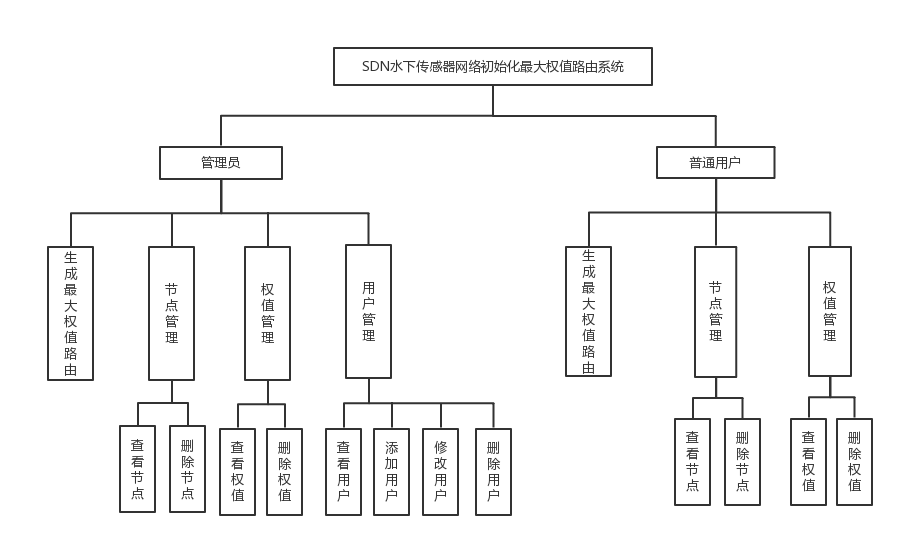 SDN水下传感器网络初始化最大权值路由系统
管理员
普通用户
生成最大权值路由
节点管理
权值管理
用户管理
生成最大权值路由
节点管理
权值管理
查看节点
删除节点
查看权值
删除权值
查看用户
添加用户
修改用户
删除用户
查看节点
删除节点
查看权值
删除权值